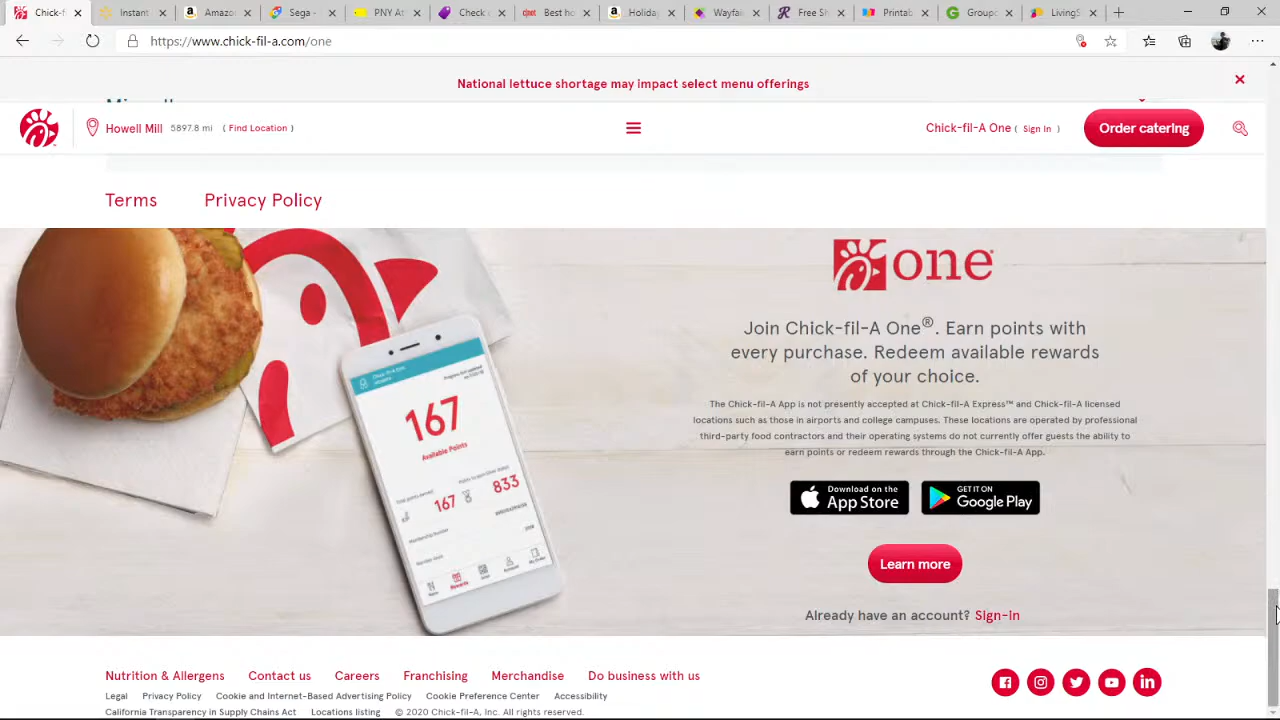 Chick-f
Instant
Amazo
Sega -
PNY At
Check i
Best ho
Holiday
Wayfa
Free Sh
Printab
Groupo
LivingS
https://www.chick-fil-a.com/one
National lettuce shortage may impact select menu offerings
Howell Mill 5897.8 mi ( Find Location )
Chick-fil-A One ( Sign In )
Order catering
Terms Privacy Policy
one
Join Chick-fil-A One®. Earn points with
every purchase. Redeem available rewards
of your choice.
The Chick-fil-A App is not presently accepted at Chick-fil-A Express™ and Chick-fil-A licensed
locations such as those in airports and college campuses. These locations are operated by professional
third-party food contractors and their operating systems do not currently offer guests the ability to
earn points or redeem rewards through the Chick-fil-A App.
167
Available Points
167
833
Rewards
Download on the
App Store
GET IT ON
Google Play
Learn more
Already have an account? Sign-in
Nutrition & Allergens Contact us Careers Franchising Merchandise Do business with us
Legal Privacy Policy Cookie and Internet-Based Advertising Policy Cookie Preference Center Accessibility
California Transparency in Supply Chains Act Locations listing © 2020 Chick-fil-A, Inc. All rights reserved.